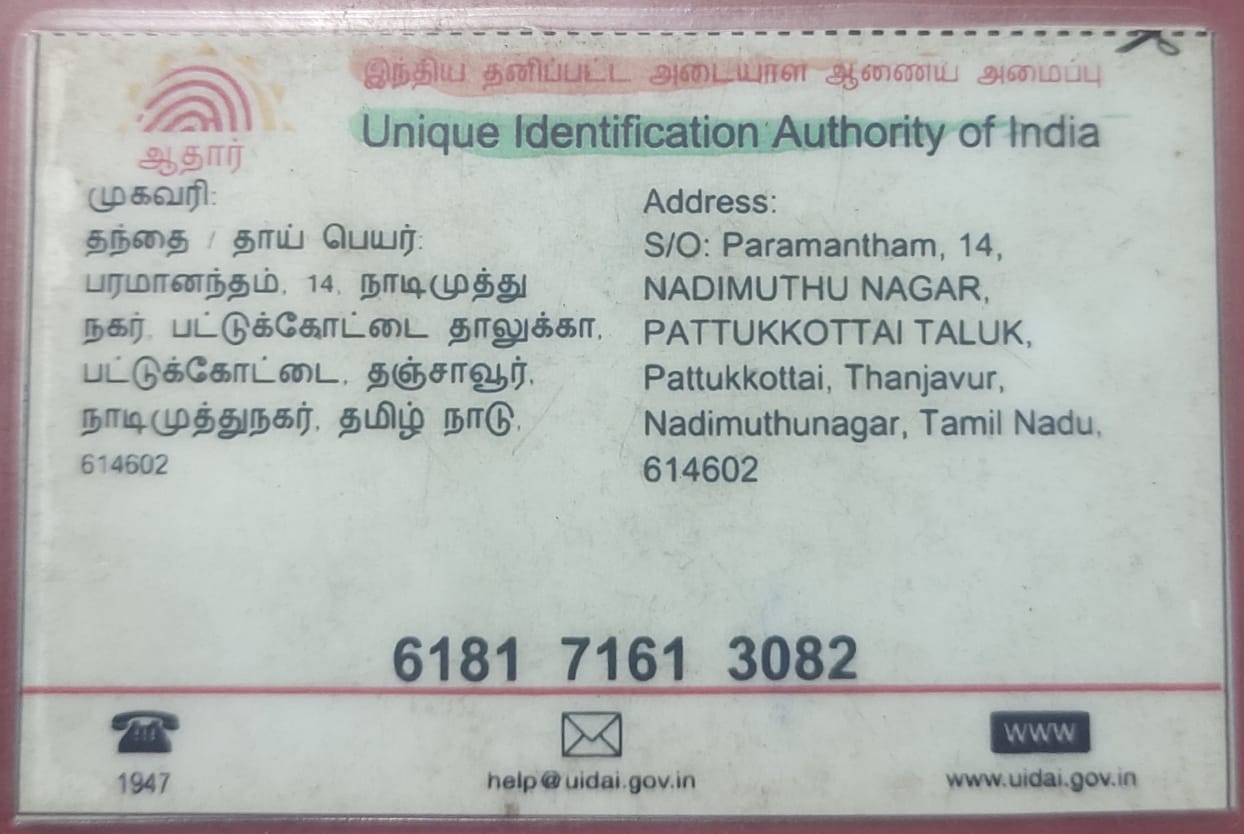 இந்திய தனிப்பட்ட அடையாள ஆணைய அமைப்பு
Unique Identification Authority of India
ஆதார்
முகவரி:
தந்தை / தாய் பெயர்:
பரமானந்தம், 14, நாடிமுத்து
நகர், பட்டுக்கோட்டை தாலுக்கா,
பட்டுக்கோட்டை, தஞ்சாவூர்,
நாடிமுத்துநகர், தமிழ் நாடு,
614602
Address:
S/O: Paramantham, 14,
NADIMUTHU NAGAR,
PATTUKKOTTAI TALUK,
Pattukkottai, Thanjavur,
Nadimuthunagar, Tamil Nadu,
614602
6181 7161 3082
1947
help@uidai.gov.in
WWW
www.uidai.gov.in